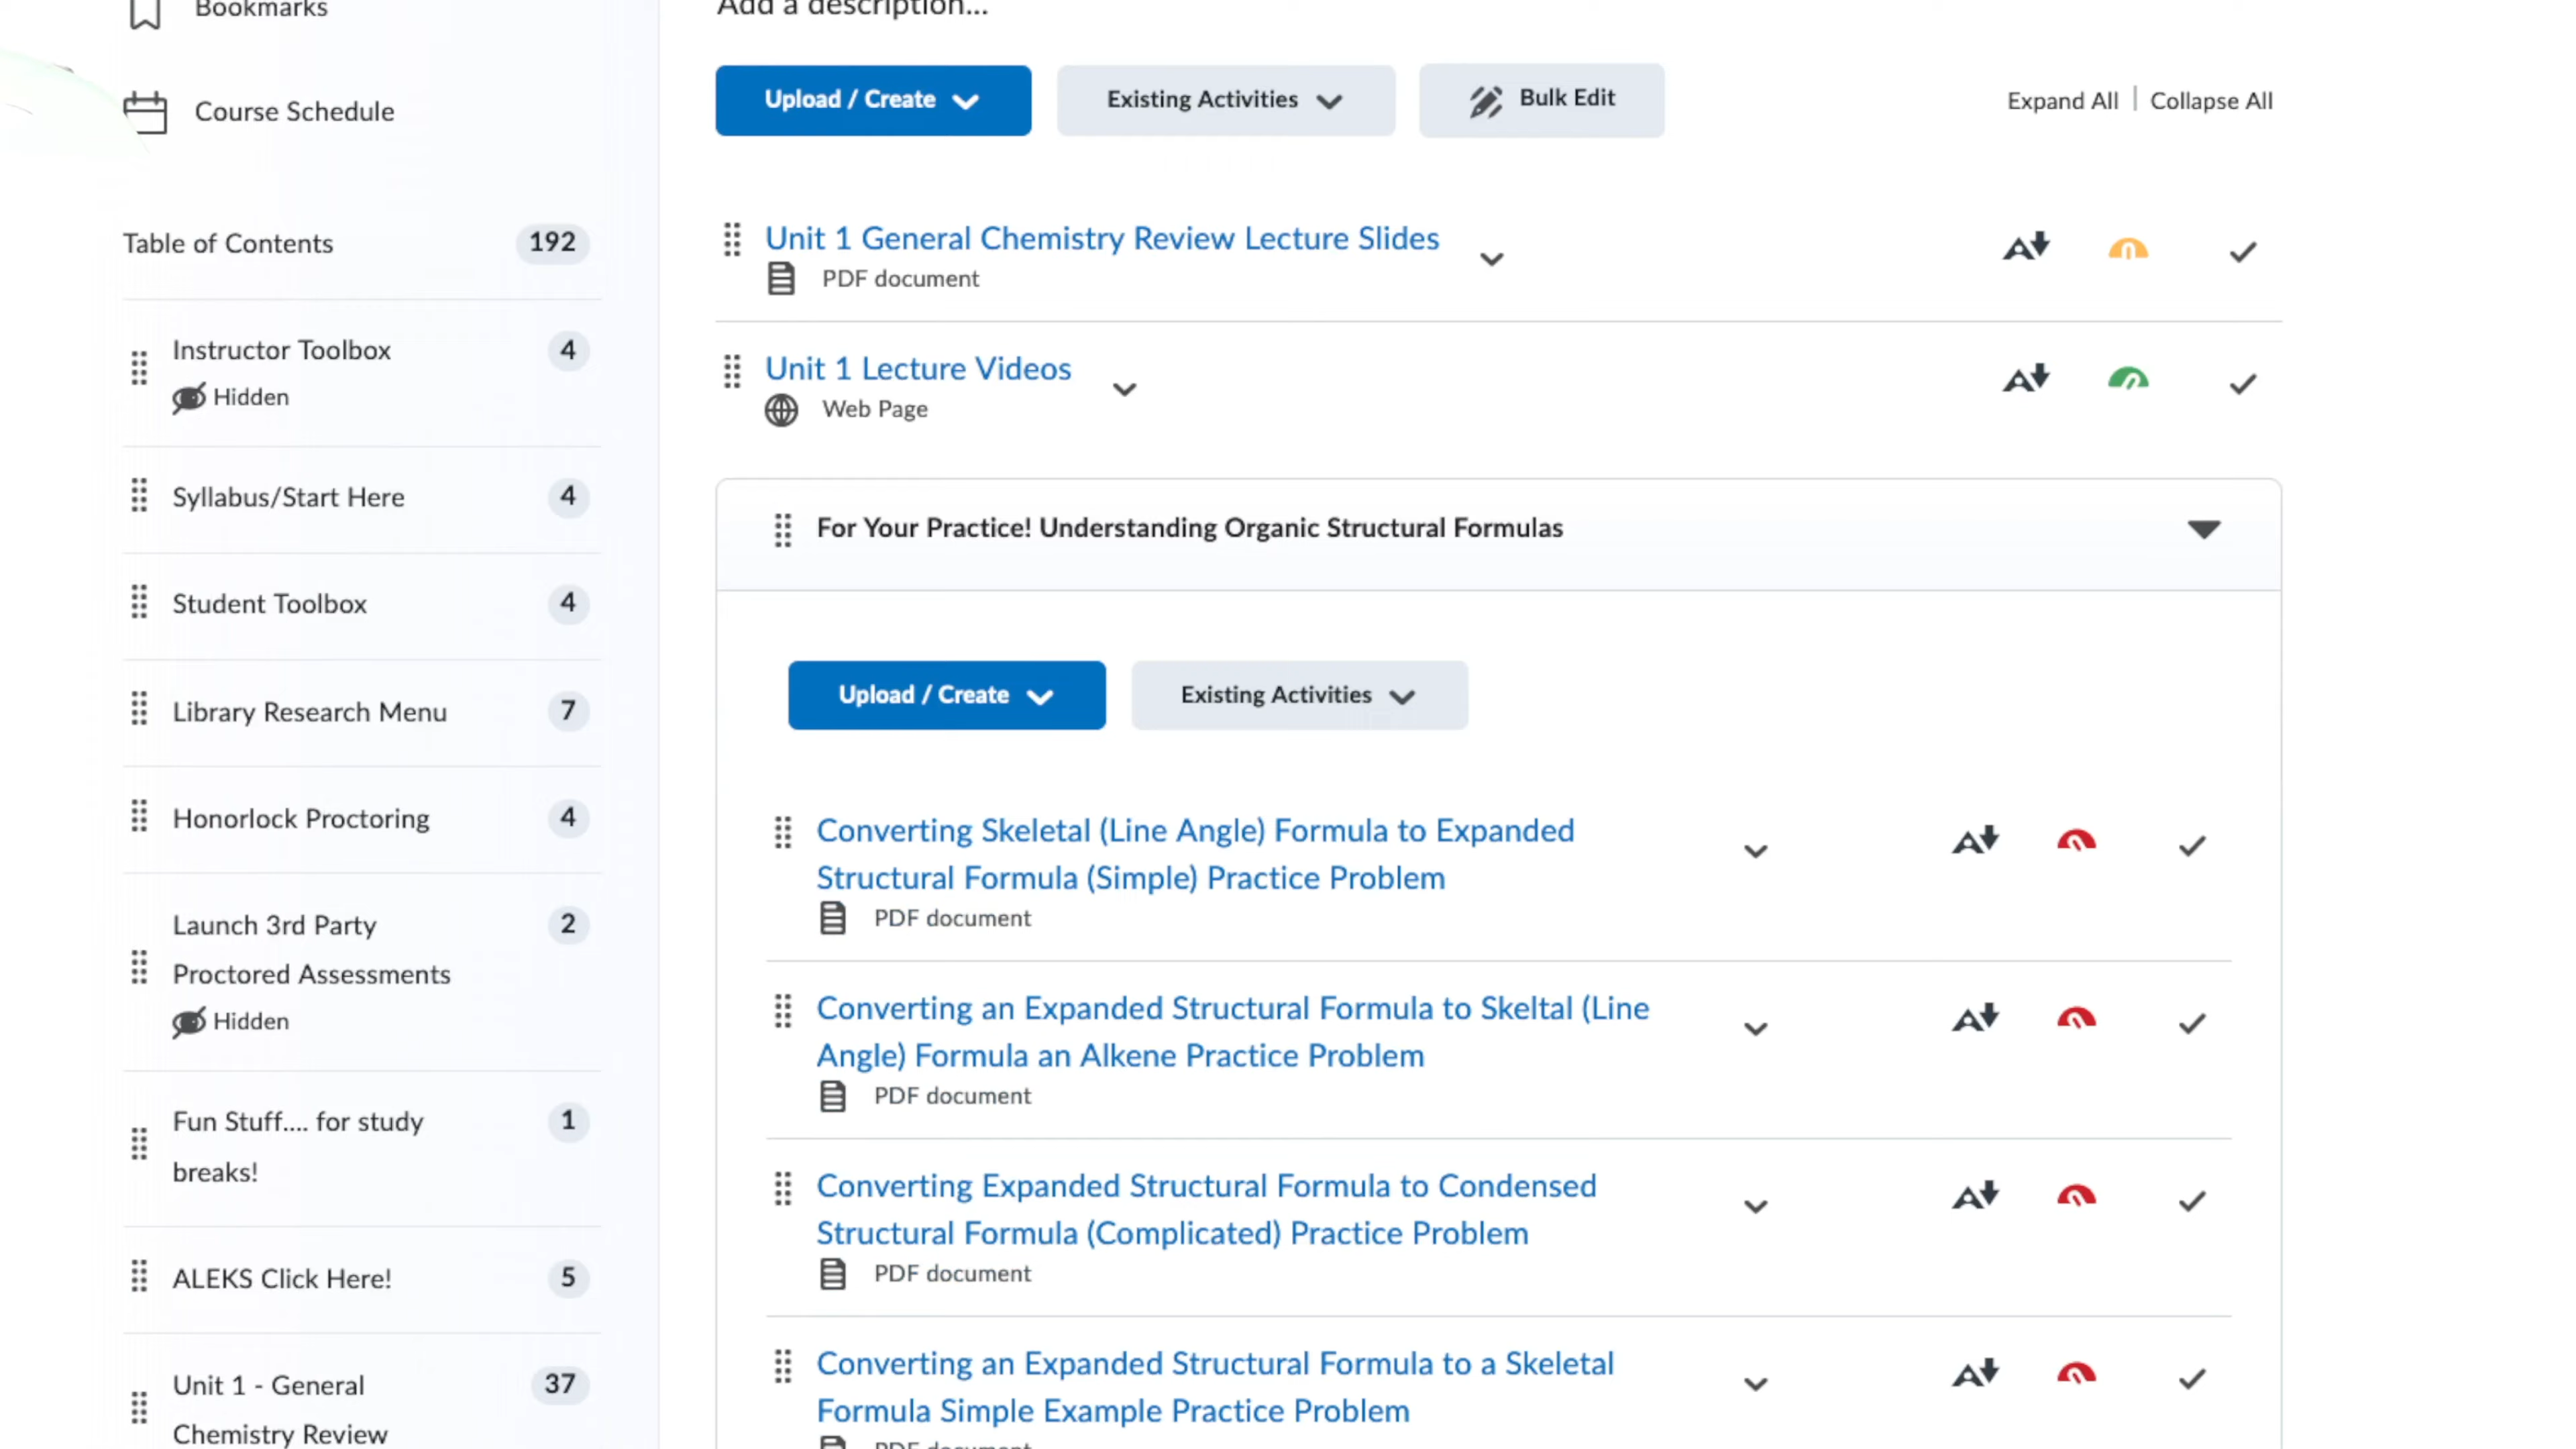 Bookmarks
Course Schedule
Table of Contents 192
Instructor Toolbox 4
Hidden
Syllabus/Start Here 4
Student Toolbox 4
Library Research Menu 7
Honorlock Proctoring 4
Launch 3rd Party 2
Proctored Assessments
Hidden
Fun Stuff.... for study 1
breaks!
ALEKS Click Here! 5
Unit 1 - General 37
Chemistry Review
Add a description...
Upload / Create Existing Activities Bulk Edit Expand All | Collapse All
Unit 1 General Chemistry Review Lecture Slides
PDF document
Unit 1 Lecture Videos
Web Page
For Your Practice! Understanding Organic Structural Formulas
Upload / Create Existing Activities
Converting Skeletal (Line Angle) Formula to Expanded
Structural Formula (Simple) Practice Problem
PDF document
Converting an Expanded Structural Formula to Skeltal (Line
Angle) Formula an Alkene Practice Problem
PDF document
Converting Expanded Structural Formula to Condensed
Structural Formula (Complicated) Practice Problem
PDF document
Converting an Expanded Structural Formula to a Skeletal
Formula Simple Example Practice Problem
PDF document